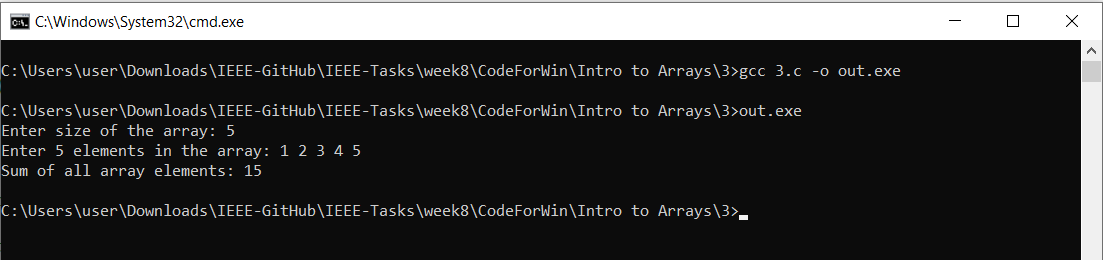 C:\Windows\System32\cmd.exe
C:\Users\user\Downloads\IEEE-GitHub\IEEE-Tasks\week8\CodeForWin\Intro to Arrays\3>gcc 3.c -o out.exe
C:\Users\user\Downloads\IEEE-GitHub\IEEE-Tasks\week8\CodeForWin\Intro to Arrays\3>out.exe
Enter size of the array: 5
Enter 5 elements in the array: 1 2 3 4 5
Sum of all array elements: 15
C:\Users\user\Downloads\IEEE-GitHub\IEEE-Tasks\week8\CodeForWin\Intro to Arrays\3>